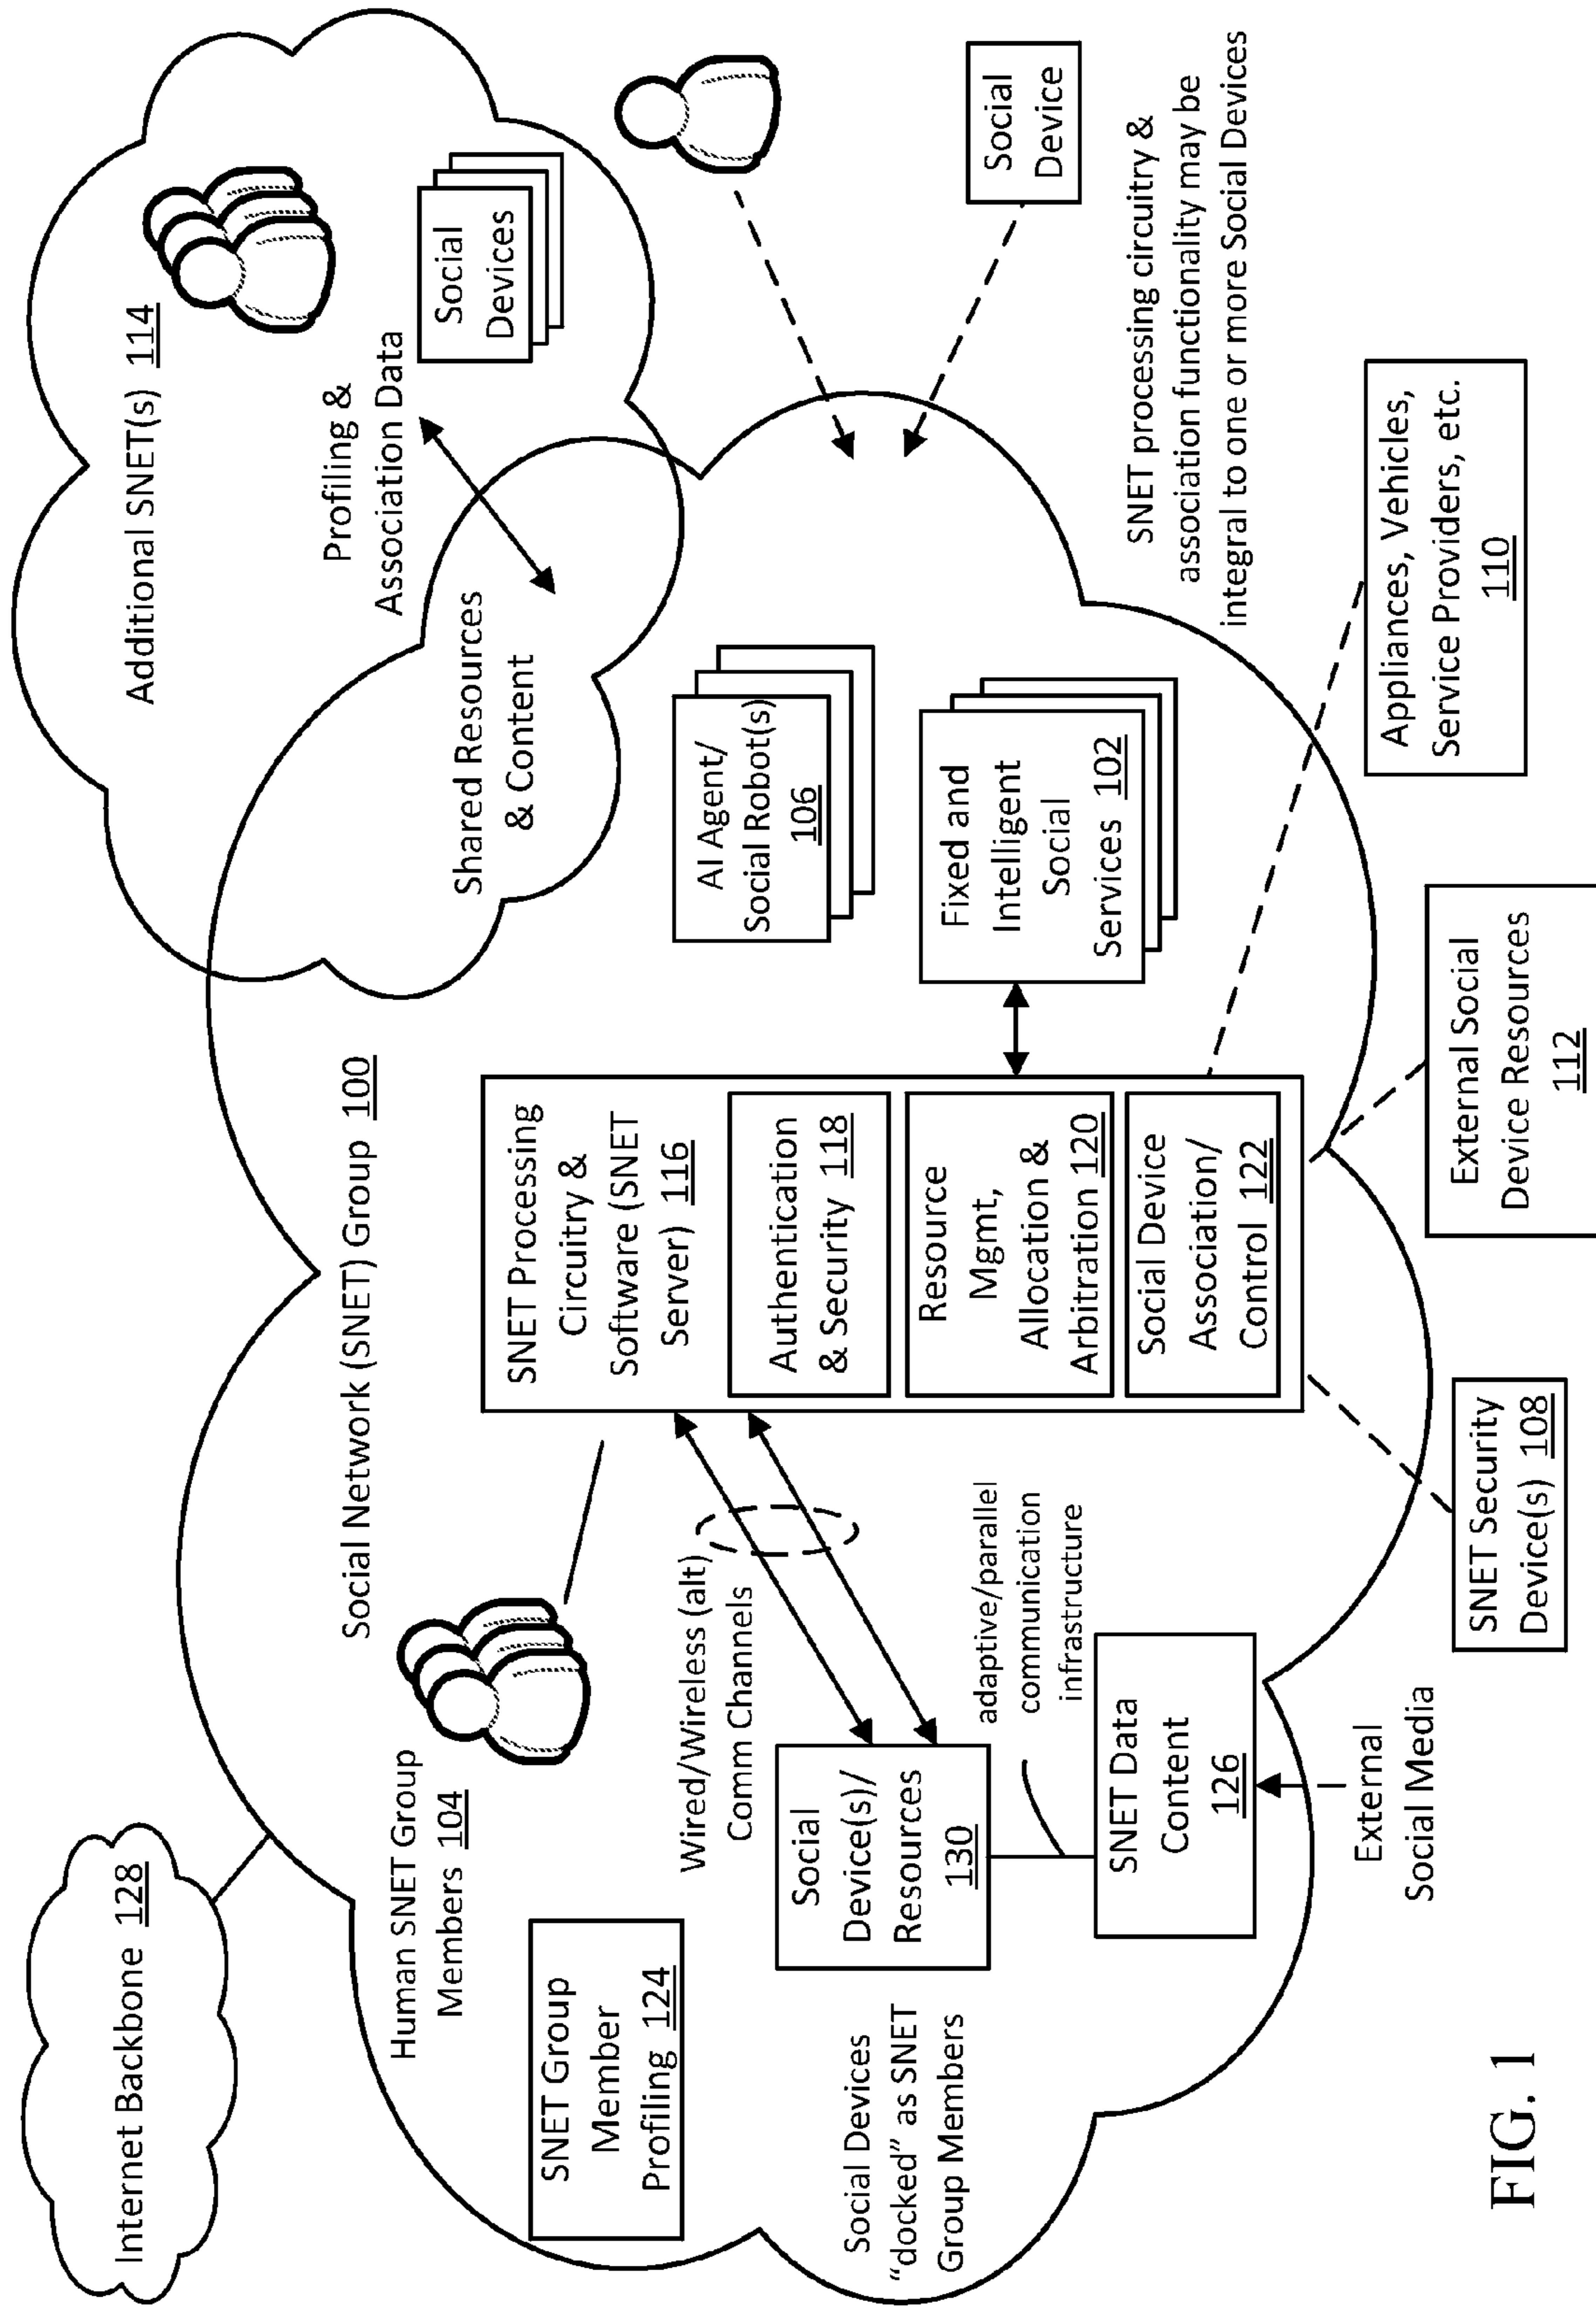 Internet Backbone 128
Additional SNET(s) 114
Profiling &
Association Data
Social
Devices
Social Network (SNET) Group 100
Shared Resources
& Content
Human SNET Group
Members 104
SNET Group
Member
Profiling 124
SNET Processing
Circuitry &
Software (SNET
Server) 116
Authentication
& Security 118
Resource
Mgmt,
Allocation &
Arbitration 120
Social Device
Association/
Control 122
AI Agent/
Social Robot(s)
106
Fixed and
Intelligent
Social
Services 102
Social
Device
Wired/Wireless (alt)
Comm Channels
Social
Device(s)/
Resources
130
adaptive/parallel
communication
infrastructure
Social Devices
“docked” as SNET
Group Members
SNET Data
Content
126
External
Social Media
SNET processing circuitry &
association functionality may be
integral to one or more Social Devices
Appliances, Vehicles,
Service Providers, etc.
110
External Social
Device Resources
112
SNET Security
Device(s) 108
FIG. 1